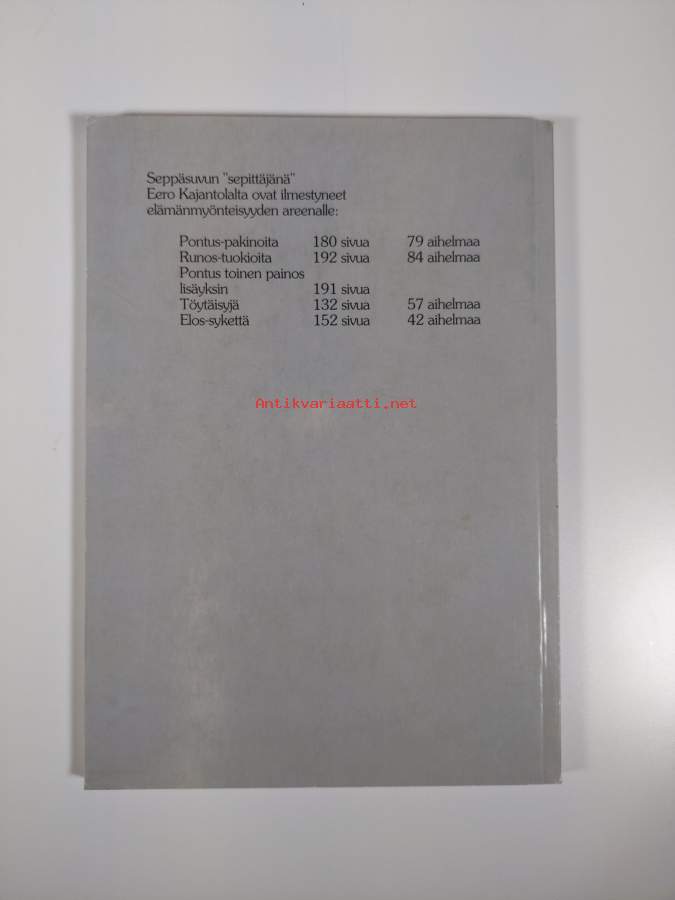 Seppäsuvun "sepittäjänä"
Eero Kajantolalta ovat ilmestyneet
elämänmyönteisyyden areenalle:
Pontus-pakinoita 180 sivua 79 aihelmaa
Runos-tuokioita 192 sivua 84 aihelmaa
Pontus toinen painos
lisäyksin 191 sivua
Töytäisyjä 132 sivua 57 aihelmaa
Elos-sykettä 152 sivua 42 aihelmaa
Antikvariaatti.net